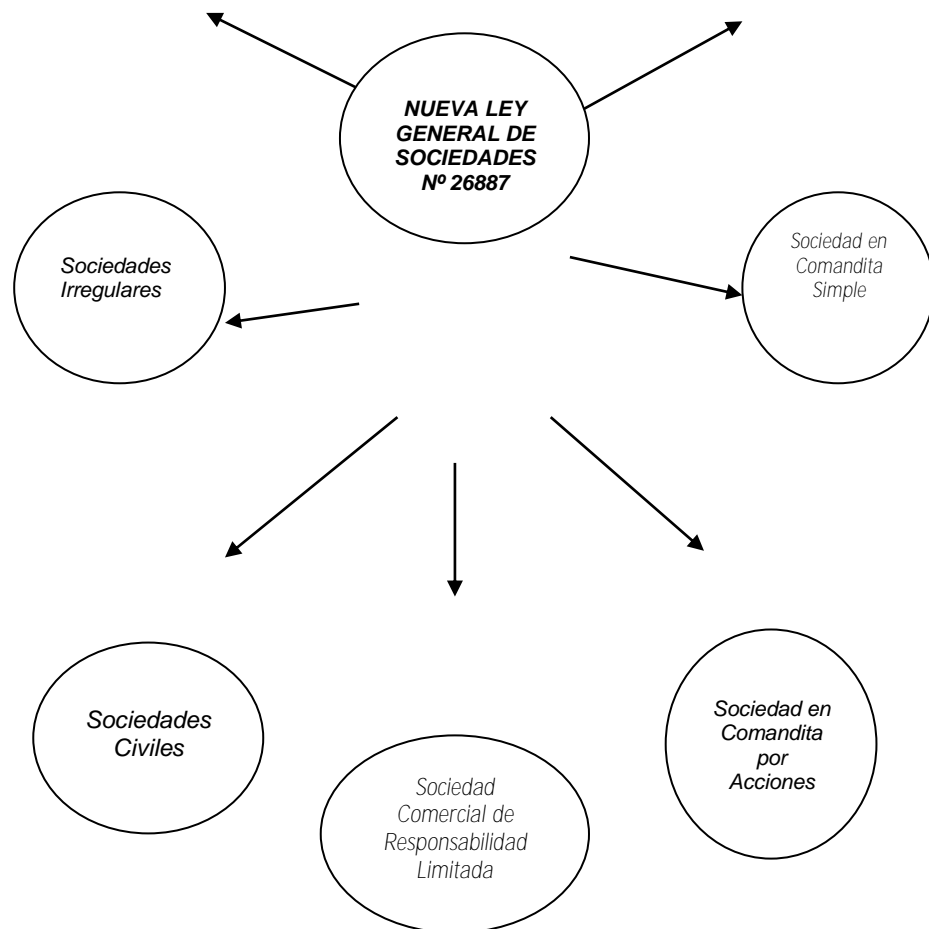 NUEVA LEY
GENERAL DE
SOCIEDADES
Nº 26887
Sociedades
Irregulares
Sociedad en
Comandita
Simple
Sociedades
Civiles
Sociedad
Comercial de
Responsabilidad
Limitada
Sociedad en
Comandita
por
Acciones